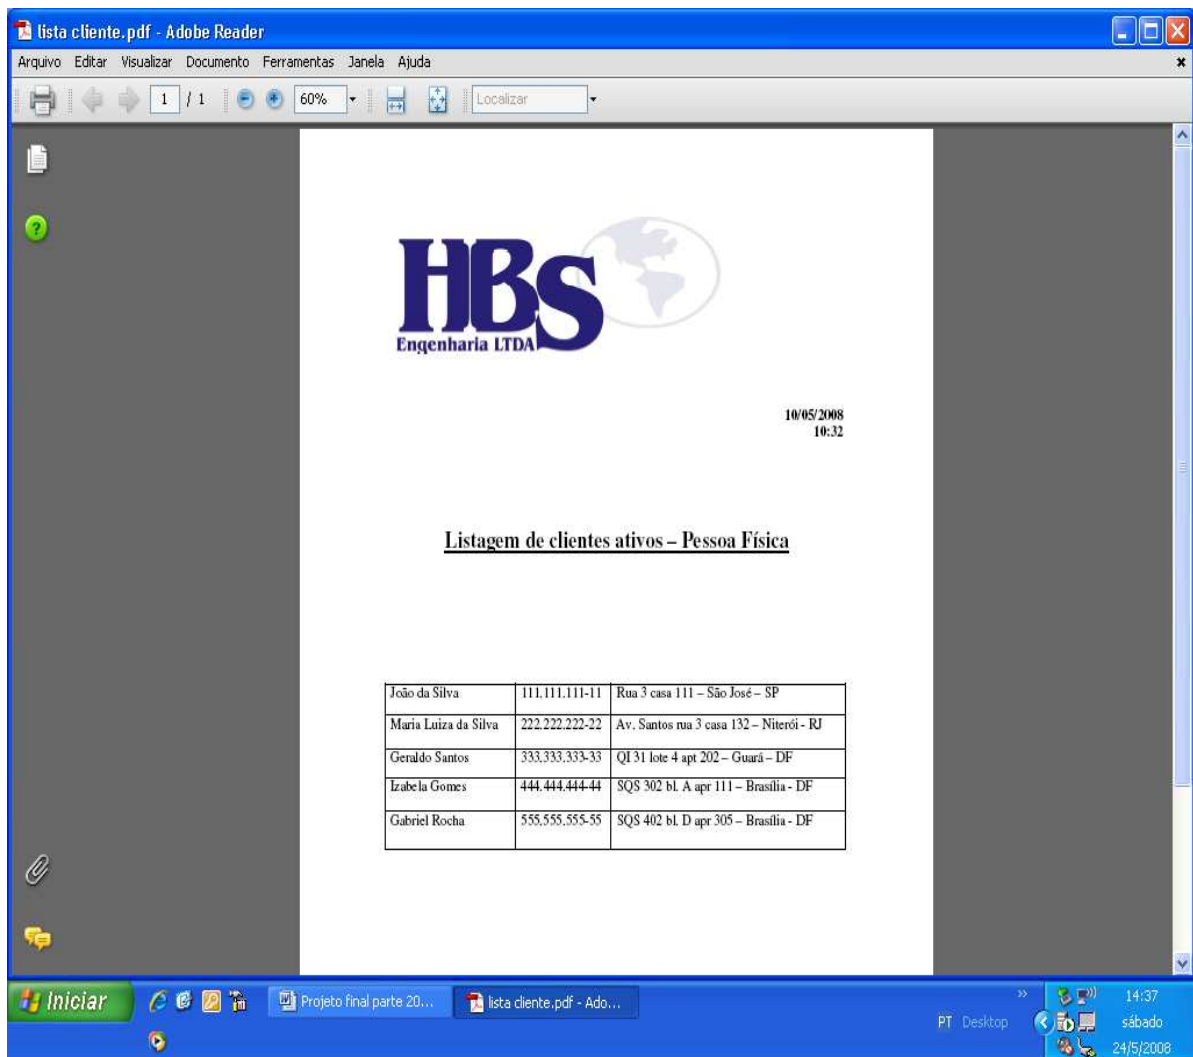 lista cliente.pdf - Adobe Reader
Arquivo Editar Visualizar Documento Ferramentas Janela Ajuda
1 / 1 60% Localizar
HBS
Engenharia LTDA
10/05/2008
10:32
Listagem de clientes ativos – Pessoa Física
João da Silva 111.111.111-11 Rua 3 casa 111 – São José – SP
Maria Luiza da Silva 222.222.222-22 Av. Santos rua 3 casa 132 – Niterói - RJ
Geraldo Santos 333.333.333-33 QI 31 lote 4 apt 202 – Guará – DF
Izabela Gomes 444.444.444-44 SQS 302 bl. A apr 111 – Brasília - DF
Gabriel Rocha 555.555.555-55 SQS 402 bl. D apr 305 – Brasília - DF
Iniciar Projeto final parte 20... lista cliente.pdf - Ado... PT Desktop
14:37
sábado
24/5/2008